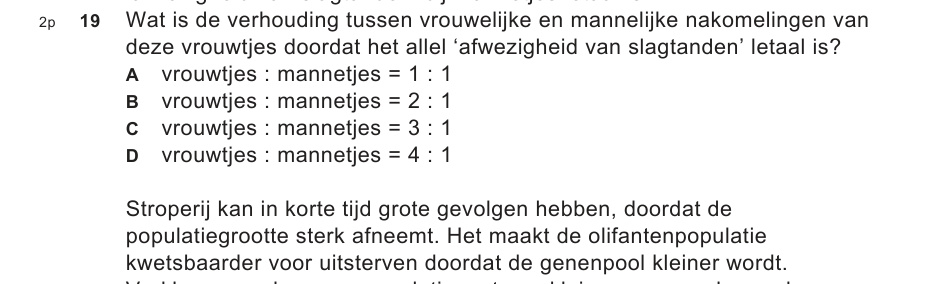 2p 19 Wat is de verhouding tussen vrouwelijke en mannelijke nakomelingen van
deze vrouwtjes doordat het allel ‘afwezigheid van slagtanden’ letaal is?
A vrouwtjes : mannetjes = 1 : 1
B vrouwtjes : mannetjes = 2 : 1
C vrouwtjes : mannetjes = 3 : 1
D vrouwtjes : mannetjes = 4 : 1
Stroperij kan in korte tijd grote gevolgen hebben, doordat de
populatiegrootte sterk afneemt. Het maakt de olifantenpopulatie
kwetsbaarder voor uitsterven doordat de genenpool kleiner wordt.